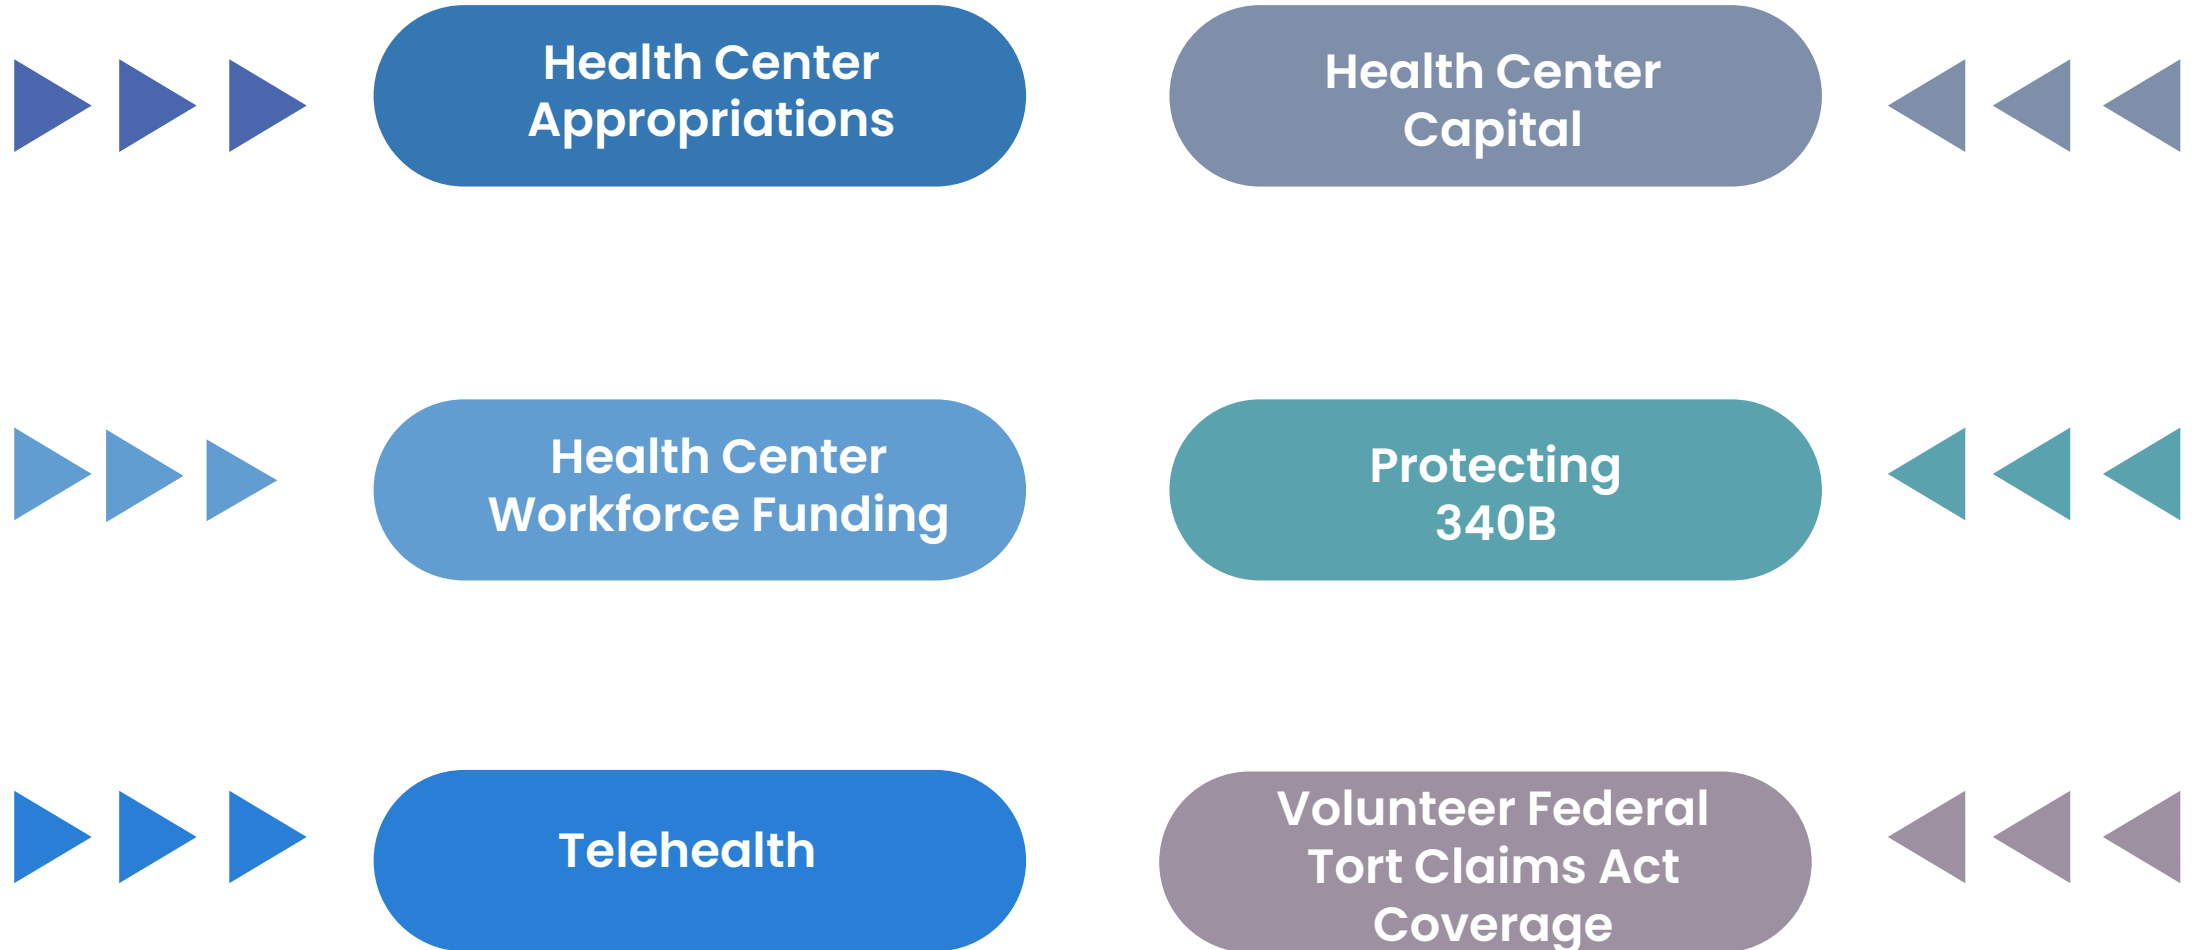 Health Center
Appropriations
Health Center
Capital
Health Center
Workforce Funding
Protecting
340B
Telehealth
Volunteer Federal
Tort Claims Act
Coverage